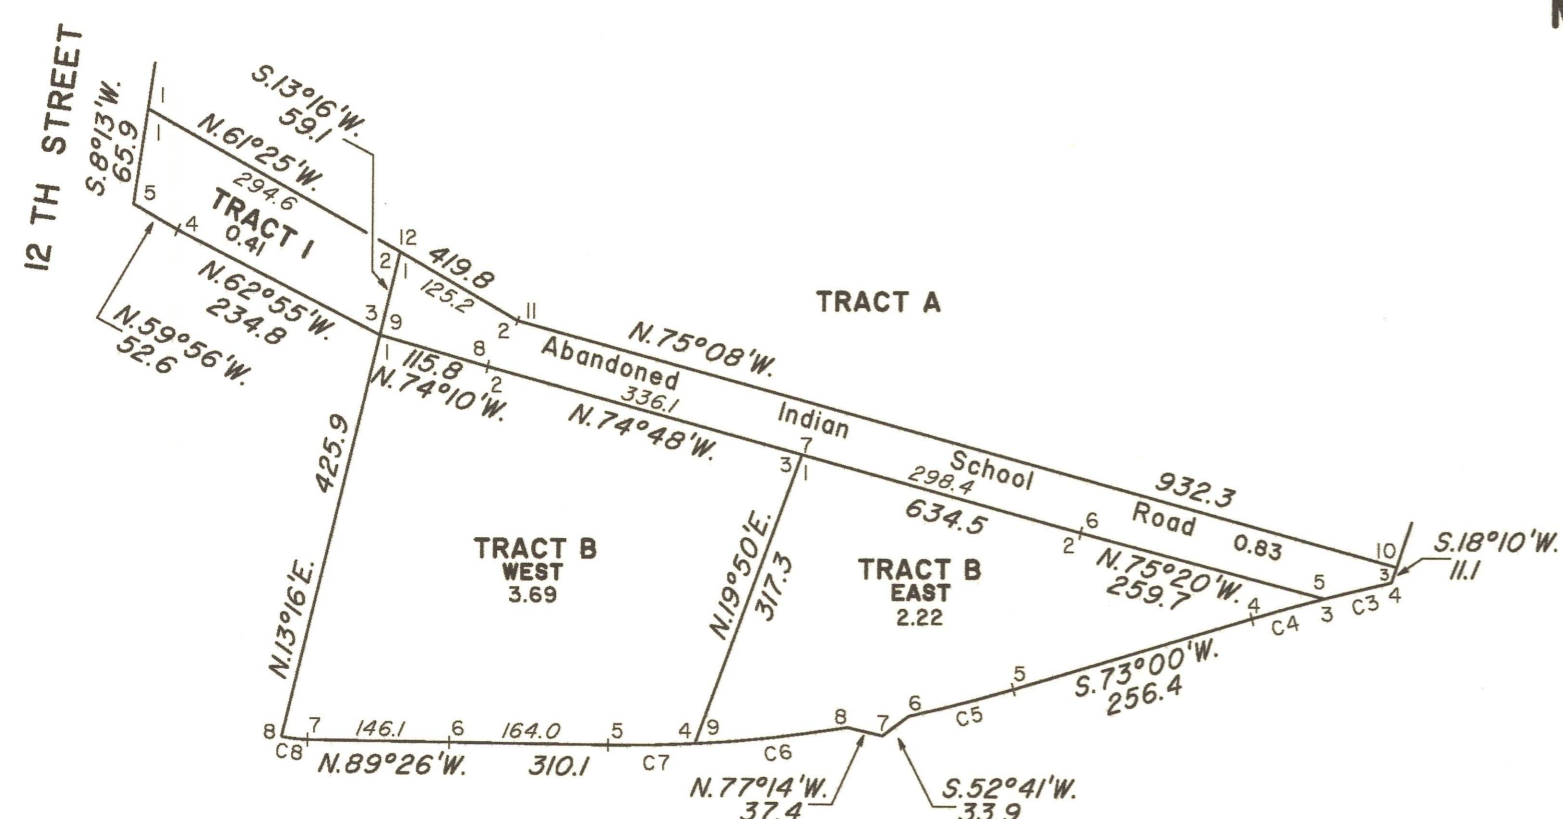 12 TH STREET
S.8°13'W.
65.9
1
1
N.61°25'W.
294.6
S.13°16'W.
59.1
TRACT 1
0.41
5
4
N.59°56'W.
52.6
N.62°55'W.
234.8
12
2
1
3
9
1
419.8
125.2
11
2
TRACT A
N.75°08'W.
932.3
Abandoned Indian School Road 0.83
115.8
N.74°10'W.
8
2
336.1
N.74°48'W.
7
3
1
298.4
634.5
6
2
N.75°20'W.
259.7
10
3
4
S.18°10'W.
11.1
5
3
C3
4
C4
425.9
N.13°16'E.
TRACT B
WEST
3.69
N.19°50'E.
317.3
TRACT B
EAST
2.22
S.73°00'W.
256.4
5
C5
6
7
8
C6
9
4
C7
5
164.0
6
146.1
7
C8
8
N.89°26'W.
310.1
N.77°14'W.
37.4
S.52°41'W.
33.9